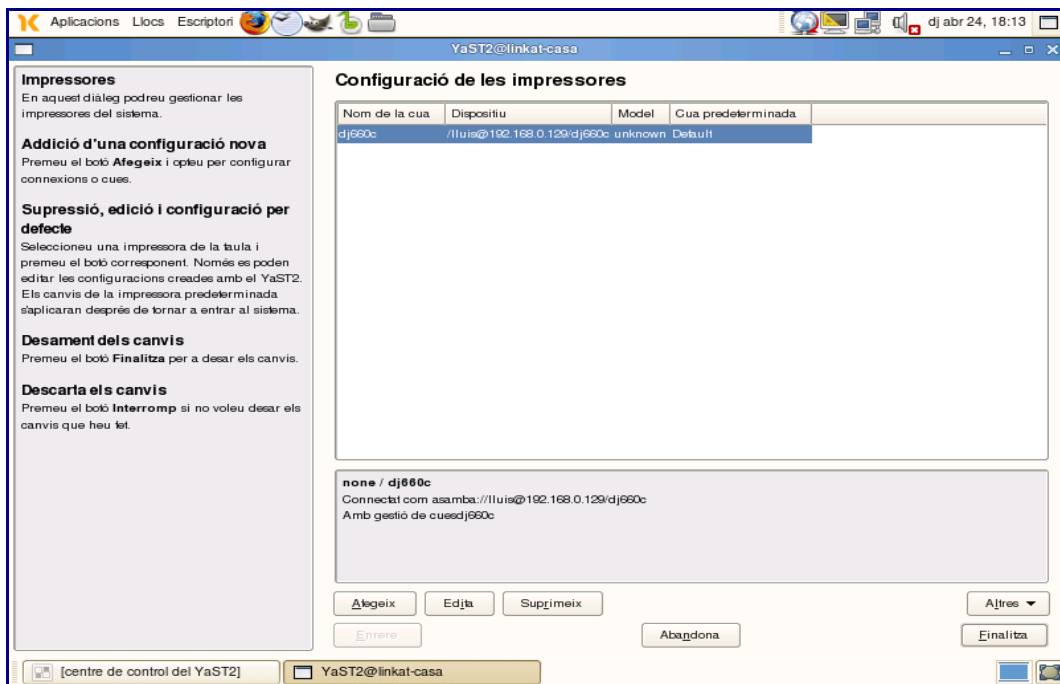 Aplicacions Llocs Escriptori
dj abr 24, 18:13
YaST2@linkat-casa
Impressores
En aquest diàleg podreu gestionar les
impressores del sistema.
Addició d'una configuració nova
Premeu el botó Afegeix i opteu per configurar
connexions o cues.
Supressió, edició i configuració per
defecte
Seleccioneu una impressora de la taula i
premeu el botó corresponent. Només es poden
editar les configuracions creades amb el YaST2.
Els canvis de la impressora predeterminada
s'aplicaran després de tornar a entrar al sistema.
Desament dels canvis
Premeu el botó Finalitza per a desar els canvis.
Descarta els canvis
Premeu el botó Interromp si no voleu desar els
canvis que heu fet.
Configuració de les impressores
Nom de la cua Dispositiu Model Cua predeterminada
dj660c /lluis@192.168.0.129/dj660c unknown Default
none / dj660c
Connectat com asamba://lluis@192.168.0.129/dj660c
Amb gestió de cuesdj660c
Afegeix Edita Suprimeix Altres
Enrere Abandona Finalitza
[centre de control del YaST2] YaST2@linkat-casa